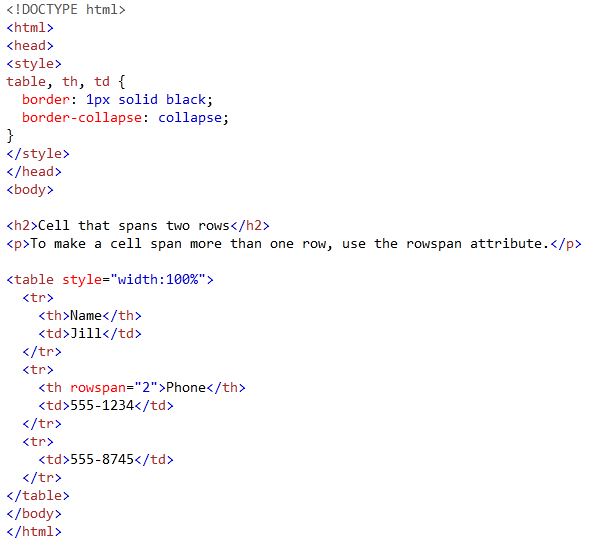 <!DOCTYPE html>
<html>
<head>
<style>
table, th, td {
  border: 1px solid black;
  border-collapse: collapse;
}
</style>
</head>
<body>

<h2>Cell that spans two rows</h2>
<p>To make a cell span more than one row, use the rowspan attribute.</p>

<table style="width:100%">
  <tr>
    <th>Name</th>
    <td>Jill</td>
  </tr>
  <tr>
    <th rowspan="2">Phone</th>
    <td>555-1234</td>
  </tr>
  <tr>
    <td>555-8745</td>
  </tr>
</table>
</body>
</html>